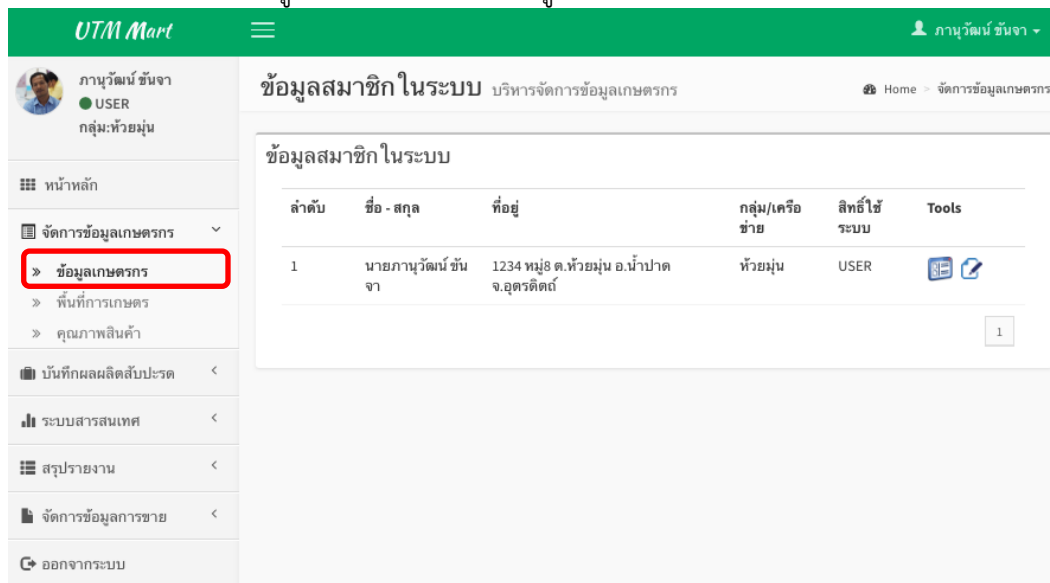 UTM Mart
ภานุวัฒน์ ขันจา
ภานุวัฒน์ ขันจา
USER
กลุ่ม:ห้วยมุ่น
ข้อมูลสมาชิกในระบบ บริหารจัดการข้อมูลเกษตรกร
Home > จัดการข้อมูลเกษตรกร
หน้าหลัก
จัดการข้อมูลเกษตรกร
» ข้อมูลเกษตรกร
» พื้นที่การเกษตร
» คุณภาพสินค้า
บันทึกผลผลิตสับปะรด
ระบบสารสนเทศ
สรุปรายงาน
จัดการข้อมูลการขาย
ออกจากระบบ
ข้อมูลสมาชิกในระบบ
ลำดับ ชื่อ - สกุล ที่อยู่ กลุ่ม/เครือ สิทธิ์ใช้ Tools
ข่าย ระบบ
1 นายภานุวัฒน์ ขัน 1234 หมู่8 ต.ห้วยมุ่น อ.น้ำปาด ห้วยมุ่น USER
จา จ.อุตรดิตถ์
1